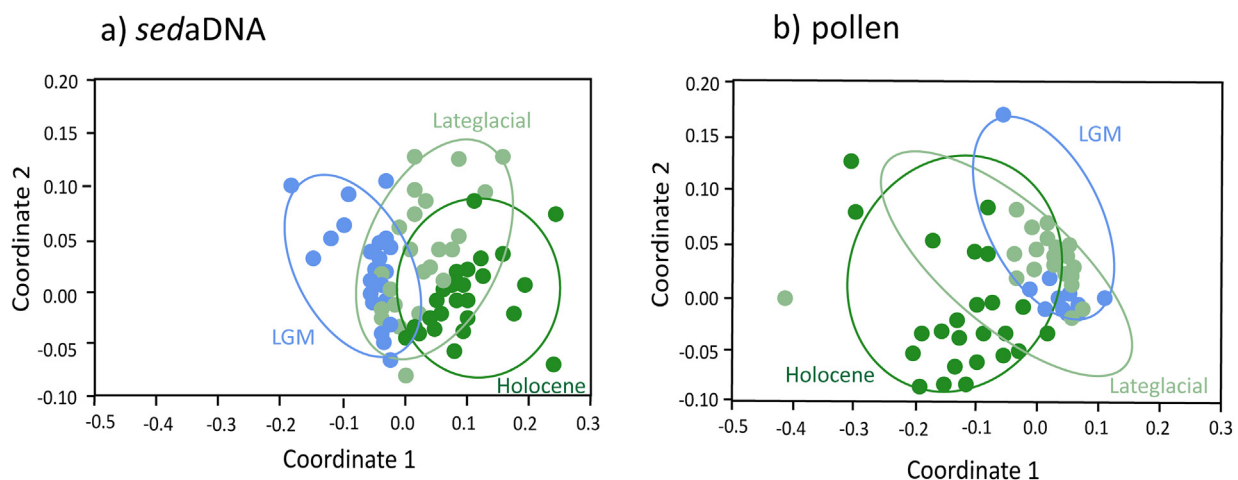 a) sedaDNA
0.20
0.15
0.10
0.05
0.00
-0.05
-0.10
Coordinate 2
Lateglacial
LGM
Holocene
-0.5
-0.4
-0.3
-0.2
-0.1
0.0
0.1
0.2
0.3
Coordinate 1
b) pollen
0.20
0.15
0.10
0.05
0.00
-0.05
-0.10
Coordinate 2
LGM
Holocene
Lateglacial
-0.5
-0.4
-0.3
-0.2
-0.1
0.0
0.1
0.2
0.3
Coordinate 1